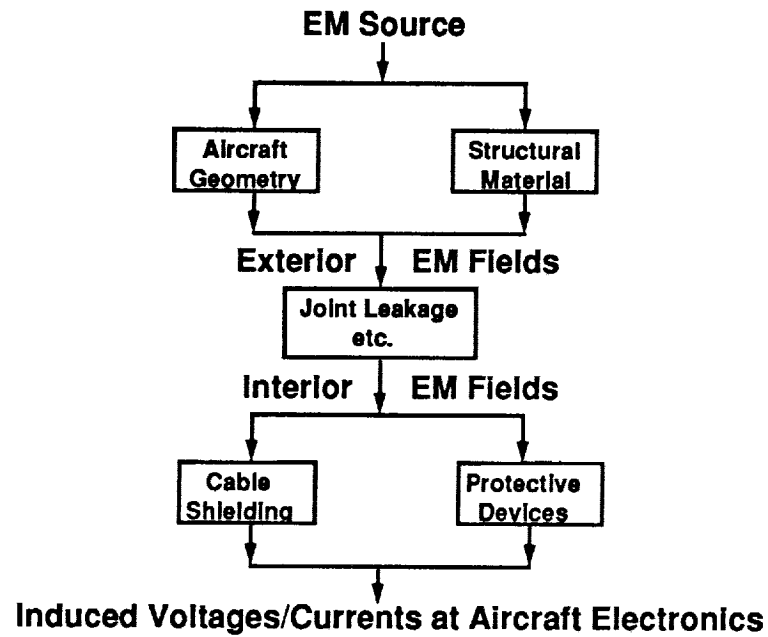 EM Source
Aircraft
Geometry
Structural
Material
Exterior EM Fields
Joint Leakage
etc.
Interior EM Fields
Cable
Shielding
Protective
Devices
Induced Voltages/Currents at Aircraft Electronics